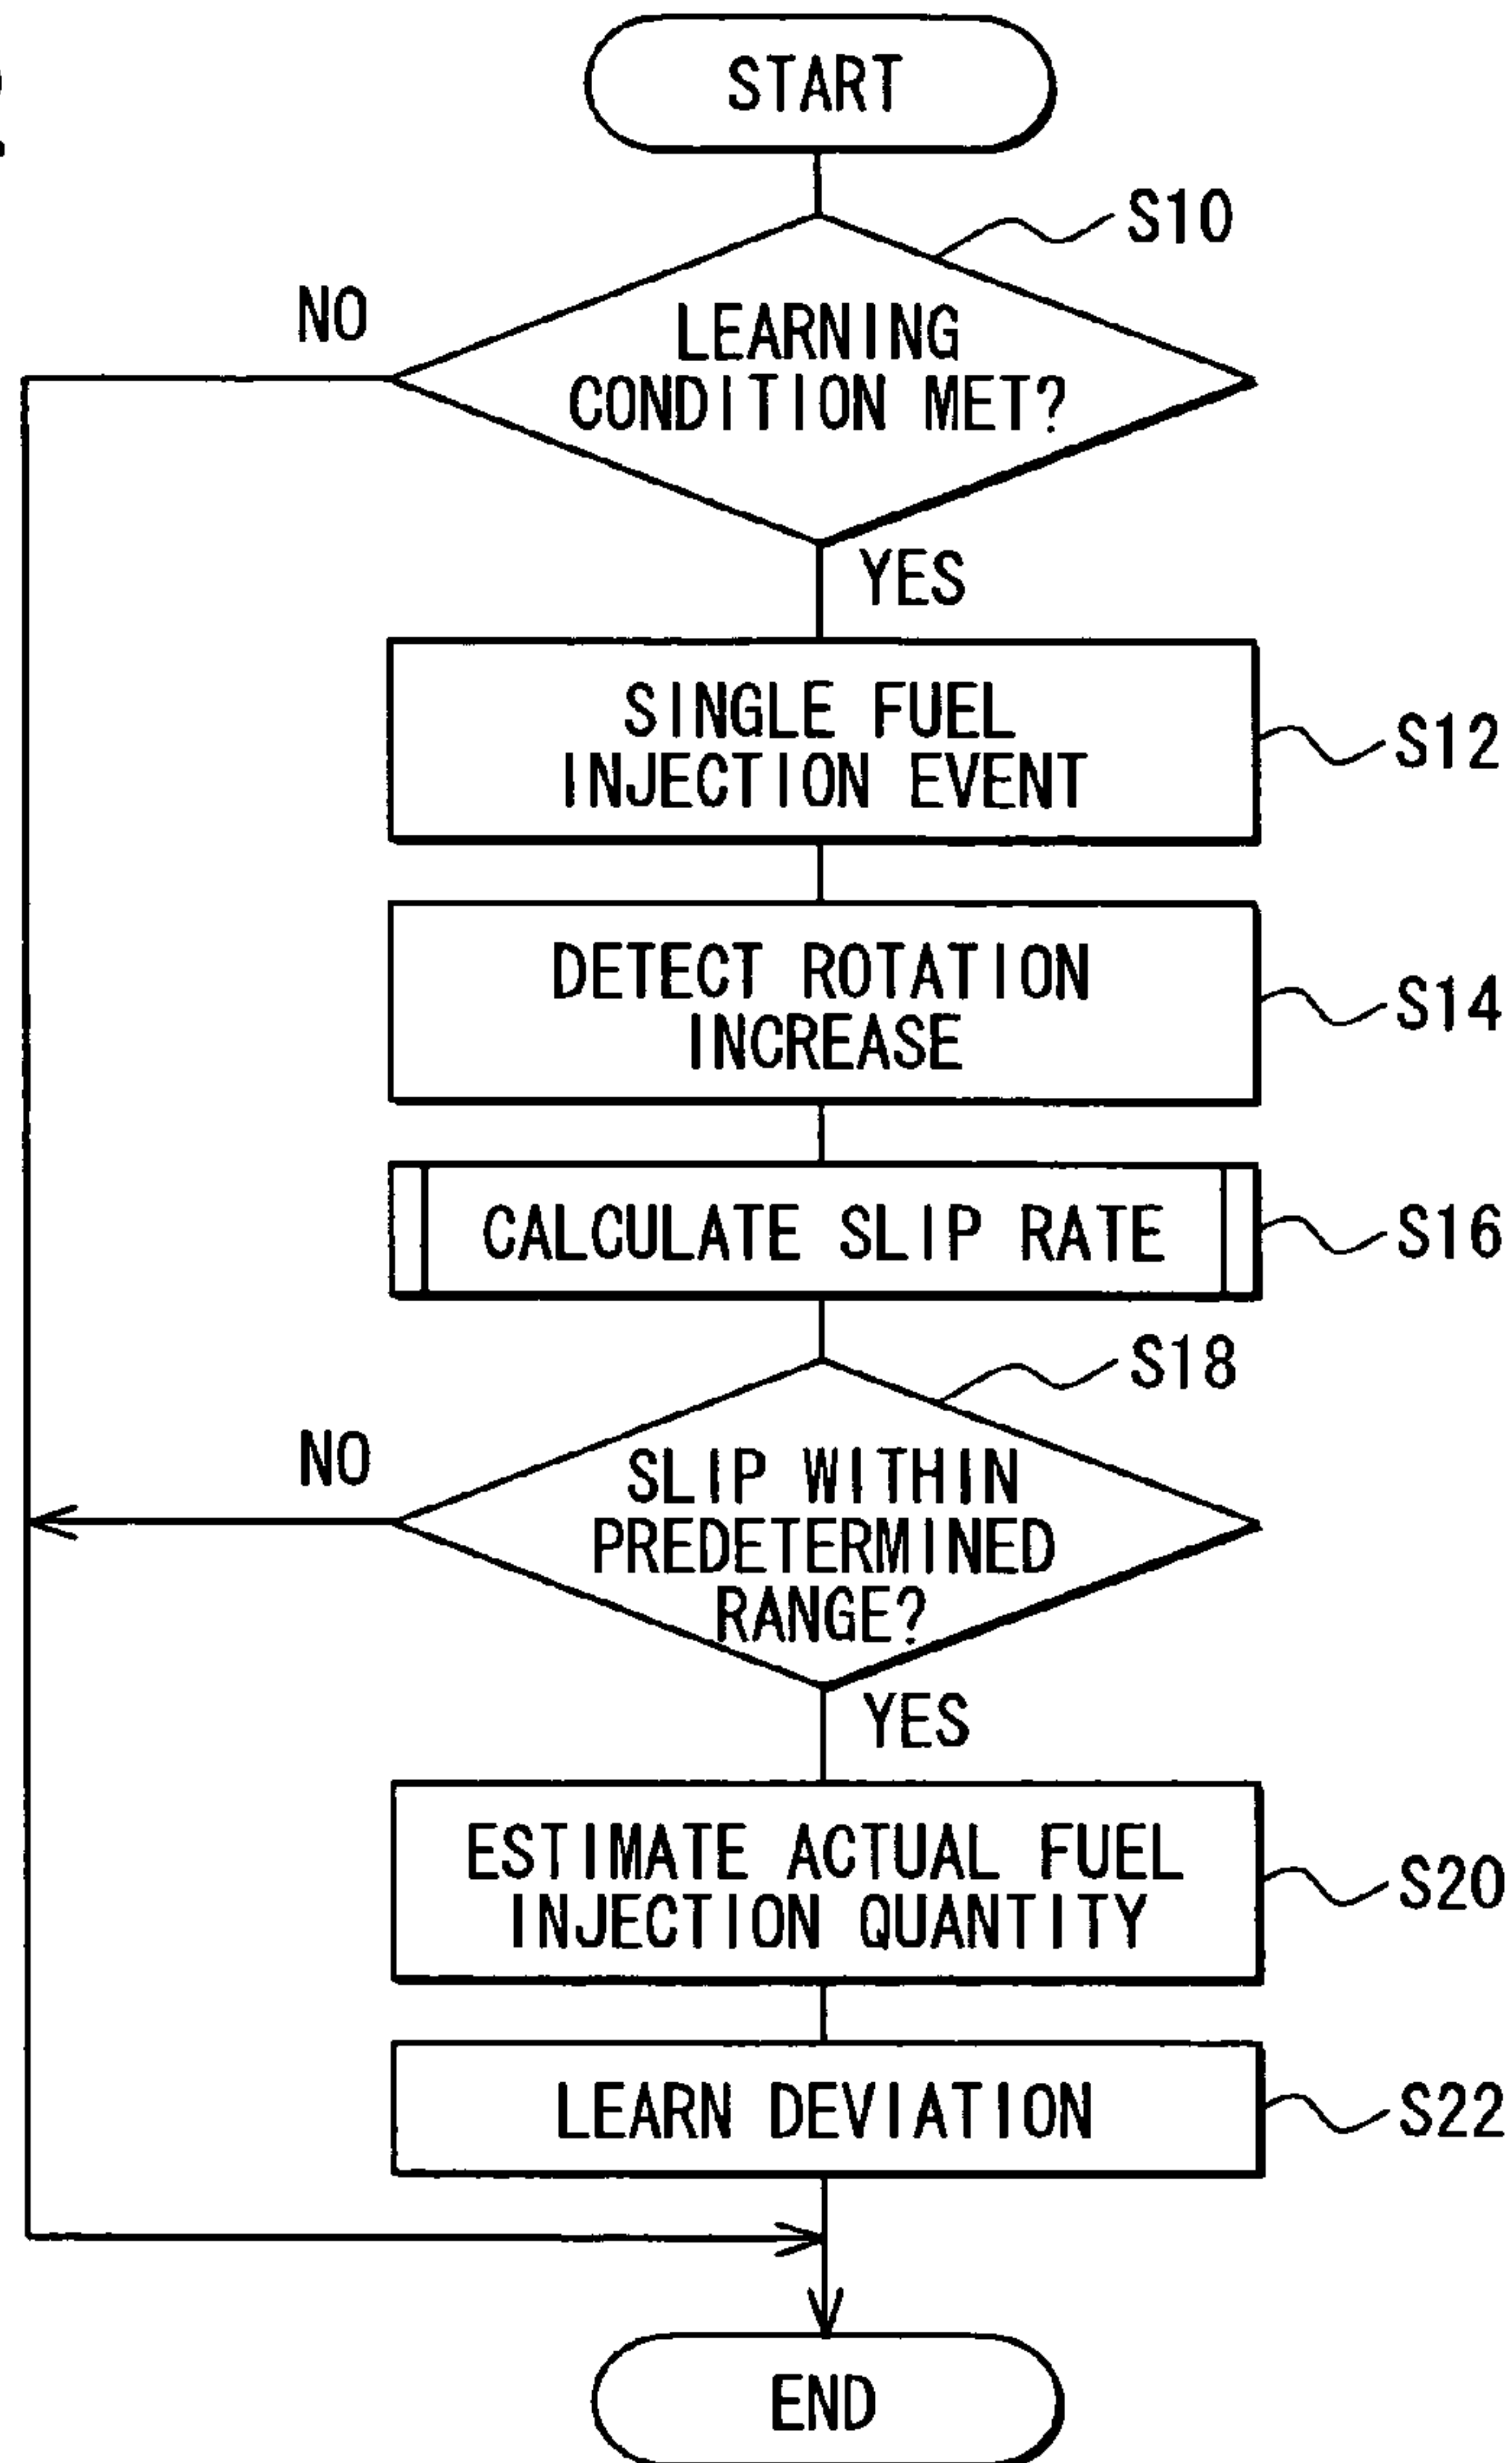 START
S10
NO
LEARNING
CONDITION MET?
YES
SINGLE FUEL
INJECTION EVENT
S12
DETECT ROTATION
INCREASE
S14
CALCULATE SLIP RATE
S16
S18
NO
SLIP WITHIN
PREDETERMINED
RANGE?
YES
ESTIMATE ACTUAL FUEL
INJECTION QUANTITY
S20
LEARN DEVIATION
S22
END